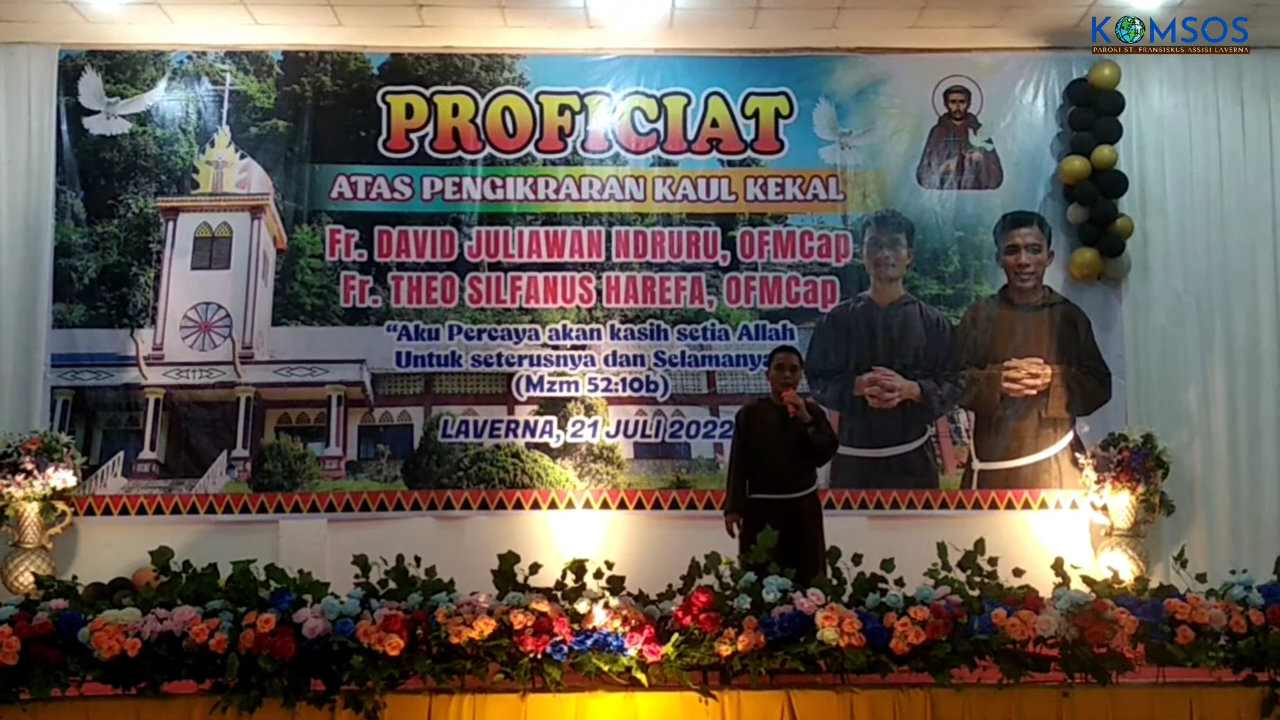 KOMSOS
PAROKI ST. FRANSISKUS ASSISI LAVERNA
PROFICIAT
ATAS PENGIKRARAN KAUL KEKAL
Fr. DAVID JULIAWAN NDRURU, OFMCap
Fr. THEO SILFANUS HAREFA, OFMCap
“Aku Percaya akan kasih setia Allah
Untuk seterusnya dan Selamanya
(Mzm 52:10b)
LAVERNA, 21 JULI 2022